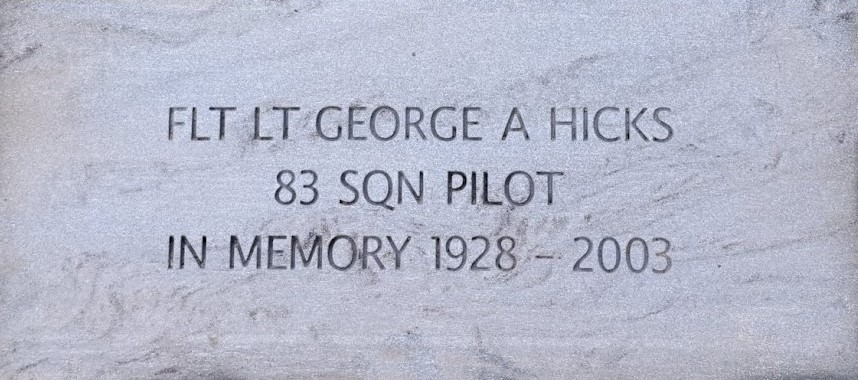 FLT LT GEORGE A HICKS
83 SQN PILOT
IN MEMORY 1928 – 2003